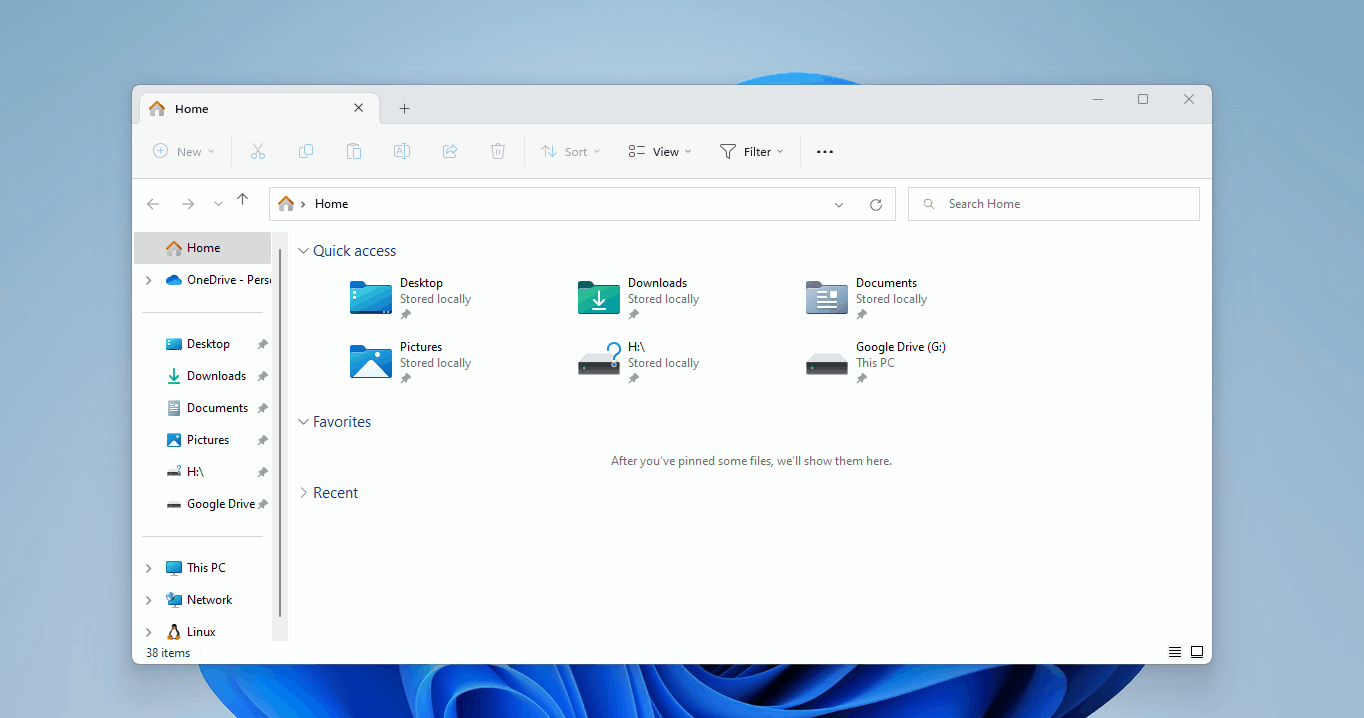 Home
New
Sort
View
Filter
Home
Search Home
Home
OneDrive - Pers
Desktop
Downloads
Documents
Pictures
H:\
Google Drive
This PC
Network
Linux
Quick access
Desktop
Stored locally
Downloads
Stored locally
Documents
Stored locally
Pictures
Stored locally
H:\
Stored locally
Google Drive (G:)
This PC
Favorites
After you've pinned some files, we'll show them here.
Recent
38 items